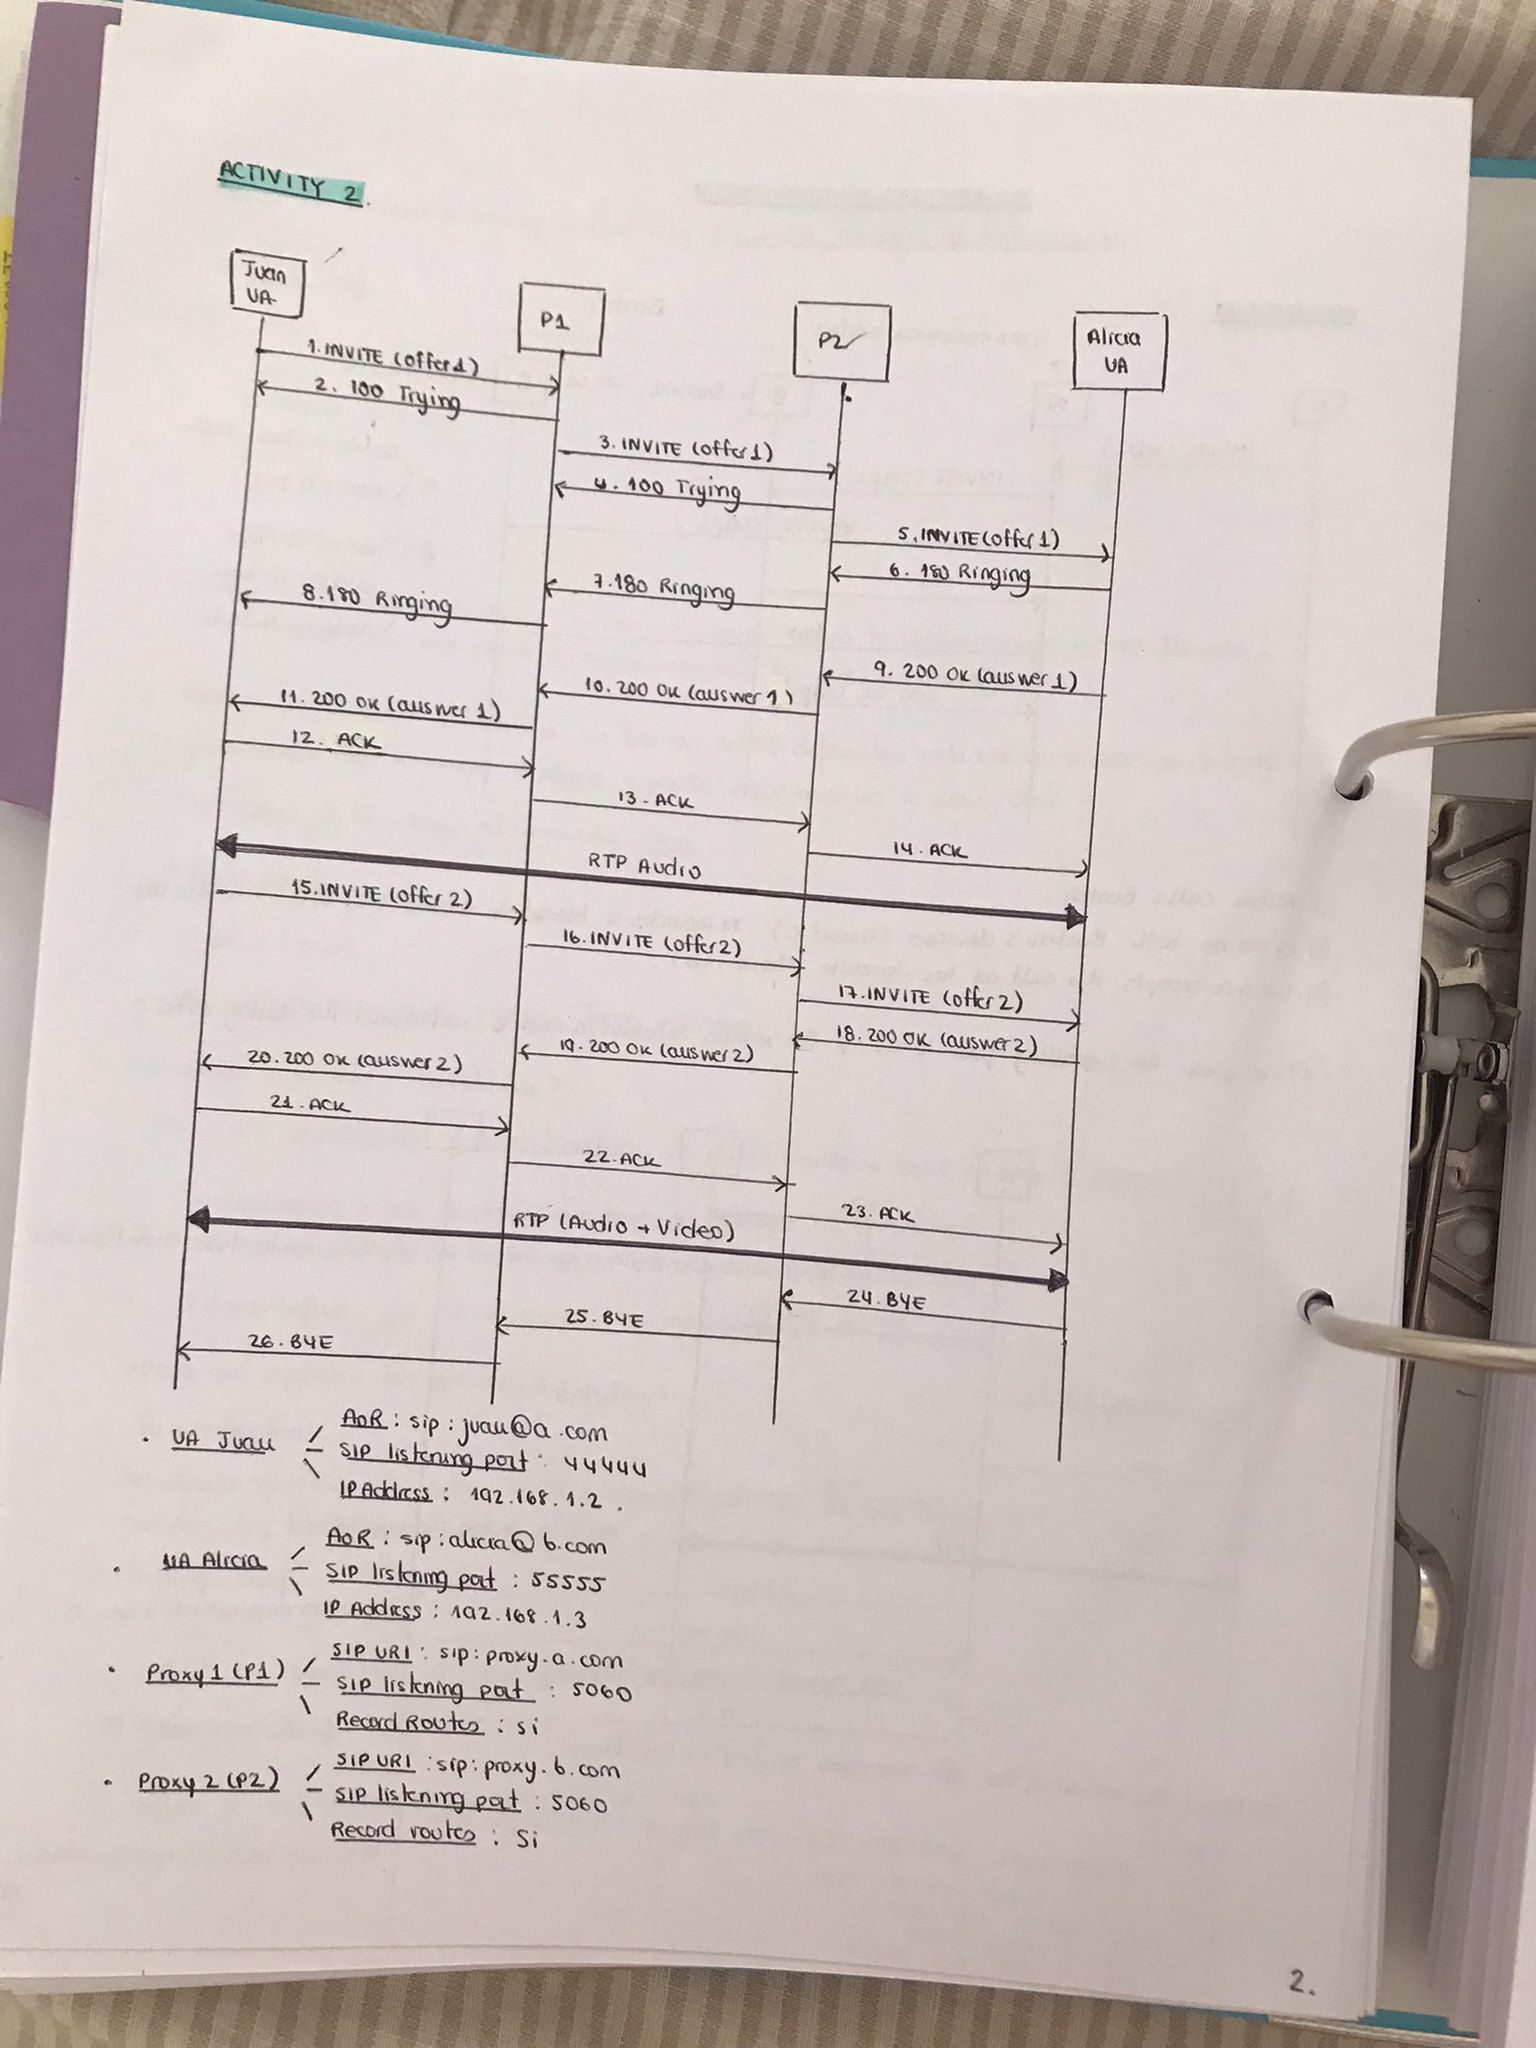 ACTIVITY 2.
Juan
UA
P1
P2
Alicia
UA
1. INVITE (offer 1)
2. 100 Trying
3. INVITE (offer 1)
4. 100 Trying
5. INVITE (offer 1)
6. 180 Ringing
7. 180 Ringing
8. 180 Ringing
9. 200 OK (answer 1)
10. 200 OK (answer 1)
11. 200 OK (answer 1)
12. ACK
13. ACK
14. ACK
RTP Audio
15. INVITE (offer 2)
16. INVITE (offer 2)
17. INVITE (offer 2)
18. 200 OK (answer 2)
19. 200 OK (answer 2)
20. 200 OK (answer 2)
21. ACK
22. ACK
23. ACK
RTP (Audio + Video)
24. BYE
25. BYE
26. BYE
· UA Juan
AoR : sip : juan@a.com
SIP listening port : 44444
IP Address : 192.168.1.2 .
· UA Alicia
AoR : sip : alicia@b.com
SIP listening port : 55555
IP Address : 192.168.1.3
· Proxy 1 (P1)
SIP URI : sip : proxy.a.com
SIP listening port : 5060
Record Routes : si
· Proxy 2 (P2)
SIP URI : sip : proxy.b.com
SIP listening port : 5060
Record routes : Si
2.